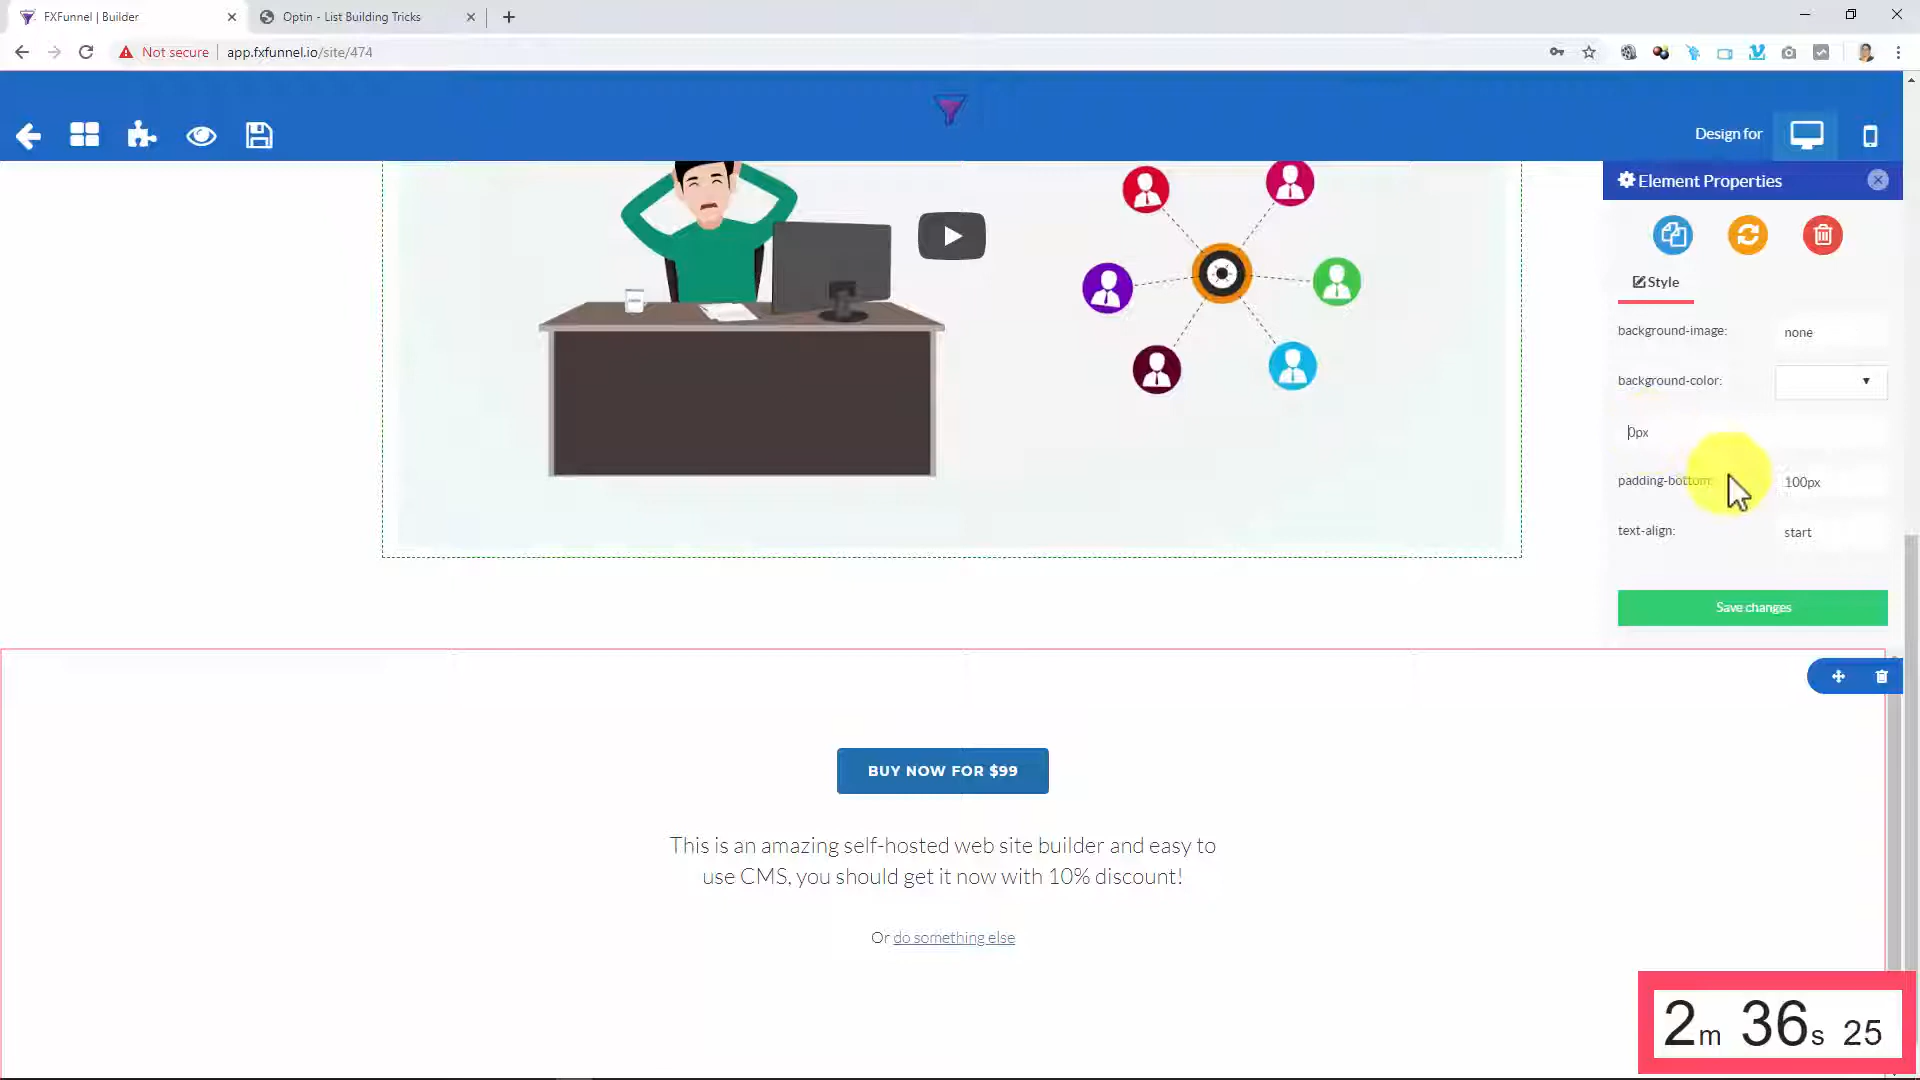 FXFunnel | Builder
Optin - List Building Tricks
Not secure
app.fxfunnel.io/site/474
Design for
Element Properties
Style
background-image:
none
background-color:
0px
padding-bottom:
100px
text-align:
start
Save changes
BUY NOW FOR $99
This is an amazing self-hosted web site builder and easy to
use CMS, you should get it now with 10% discount!
Or do something else
2m 36s 25